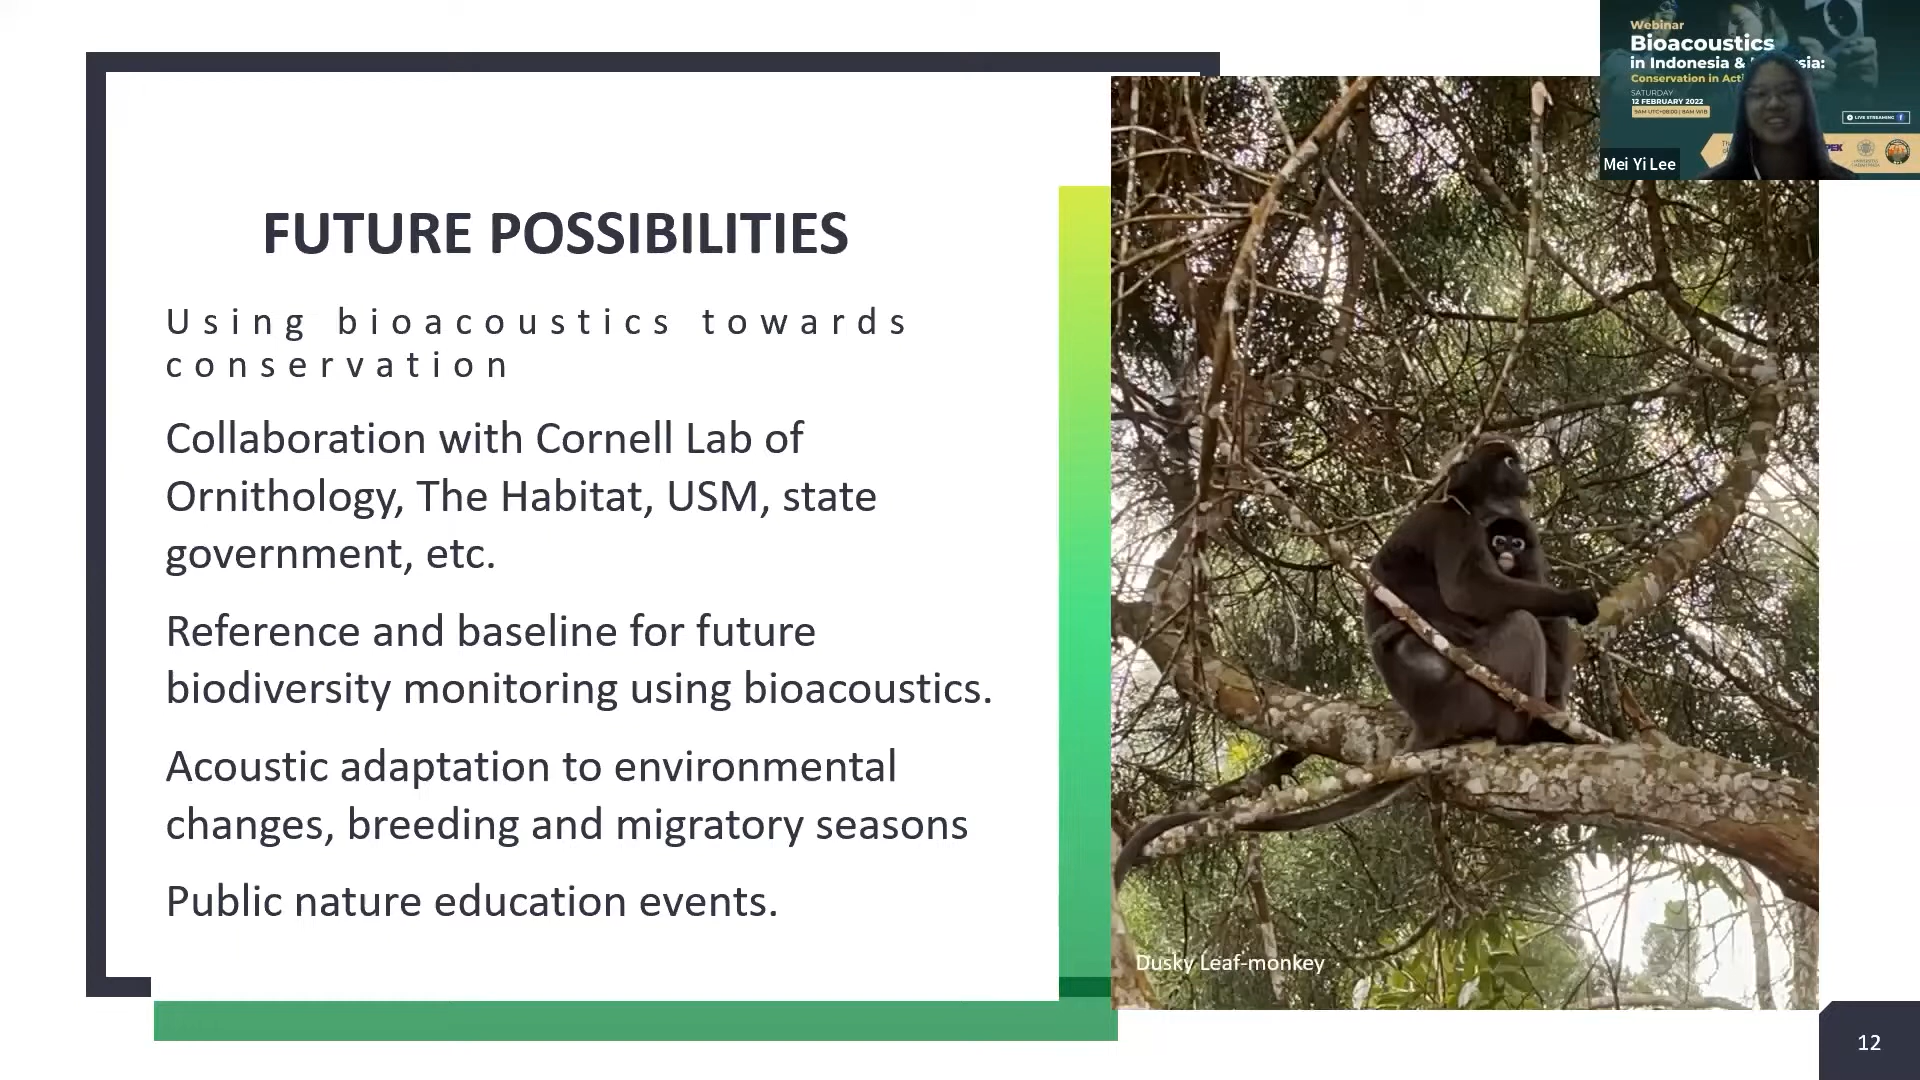 FUTURE POSSIBILITIES
Using bioacoustics towards
conservation
Collaboration with Cornell Lab of
Ornithology, The Habitat, USM, state
government, etc.
Reference and baseline for future
biodiversity monitoring using bioacoustics.
Acoustic adaptation to environmental
changes, breeding and migratory seasons
Public nature education events.
Dusky Leaf-monkey
Webinar
Bioacoustics
in Indonesia &
Conservation in
SATURDAY
12 FEBRUARY 2022
LIVE STREAMING
Mei Yi Lee
12